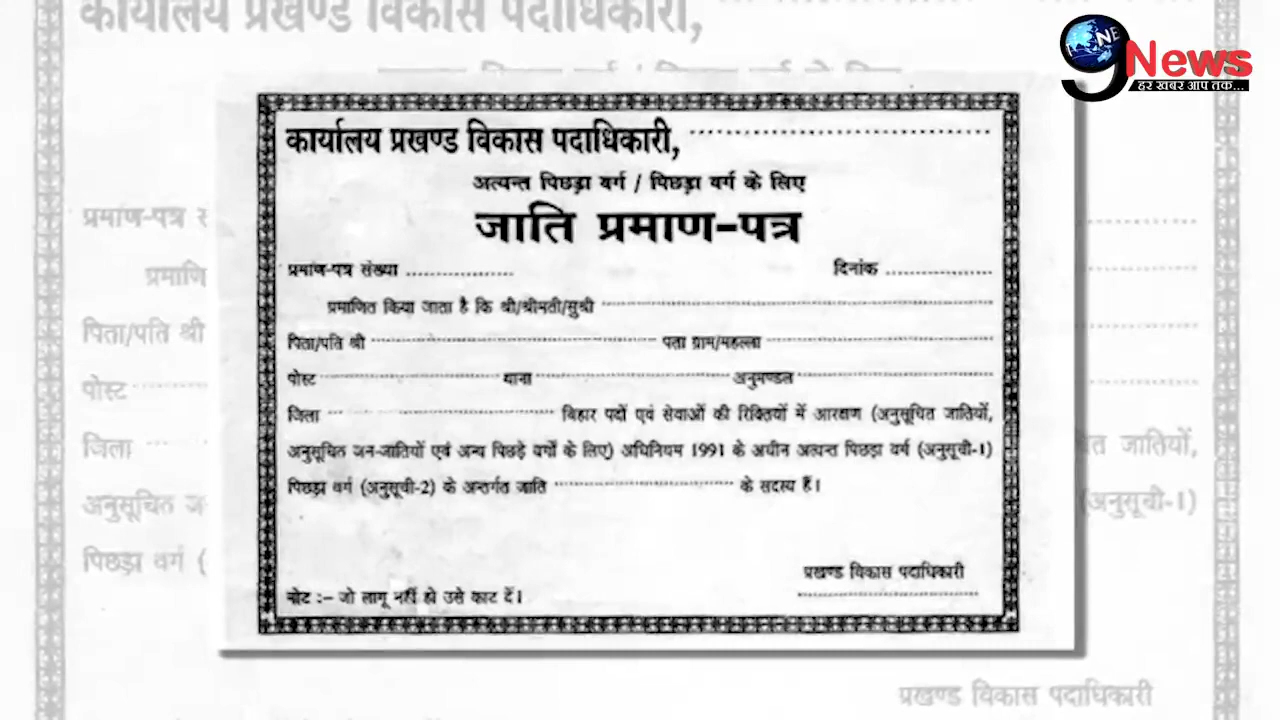 कार्यालय प्रखण्ड विकास पदाधिकारी,
ONE
9 News
हर खबर आप तक...
कार्यालय प्रखण्ड विकास पदाधिकारी, ..............................
अत्यन्त पिछड़ा वर्ग / पिछड़ा वर्ग के लिए
जाति प्रमाण-पत्र
प्रमाण-पत्र संख्या .................. दिनांक ..................
प्रमाणित किया जाता है कि श्री/श्रीमती/सुश्री ..............................
पिता/पति श्री .............................. पता ग्राम/महल्ला ..............................
पोस्ट .............................. थाना .............................. अनुमण्डल ..............................
जिला .............................. बिहार पदों एवं सेवाओं की रिक्तियों में आरक्षण (अनुसूचित जातियों,
अनुसूचित जन-जातियों एवं अन्य पिछड़े वर्गों के लिए) अधिनियम 1991 के अधीन अत्यन्त पिछड़ा वर्ग (अनुसूची-1)
पिछड़ा वर्ग (अनुसूची-2) के अन्तर्गत जाति .............................. के सदस्य हैं।
प्रखण्ड विकास पदाधिकारी
..............................
नोट :– जो लागू नहीं हो उसे काट दें।
प्रमाण-पत्र
प्रमाणि
पिता/पति श्री
पोस्ट
जिला
जातियों,
अनुसूचित ज
(अनुसूची-1)
पिछड़ा वर्ग (
प्रखण्ड विकास पदाधिकारी